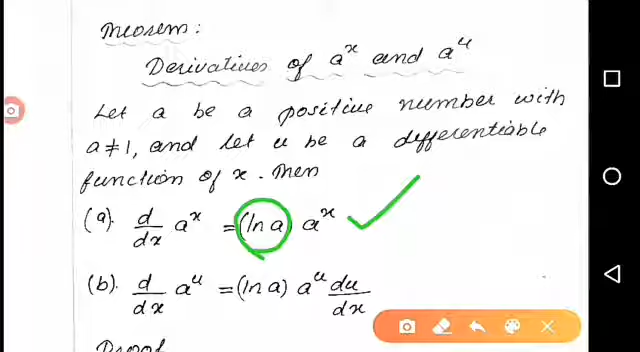 Theorem:
Derivatives of a^x and a^u
Let a be a positive number with
a≠1, and let u be a differentiable
function of x. Then
(a). d/dx a^x = (ln a) a^x
(b). d/dx a^u = (ln a) a^u du/dx
Proof